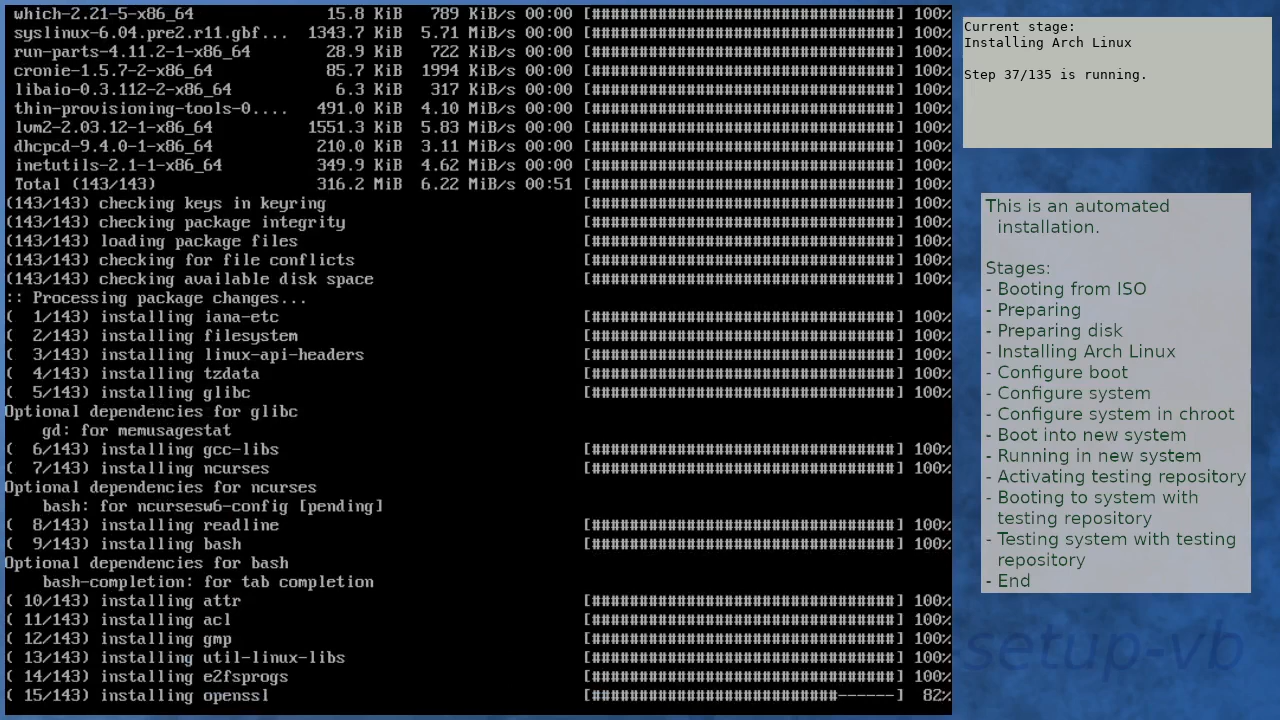 which-2.21-5-x86_64 15.8 KiB 789 KiB/s 00:00 [################################] 100%
syslinux-6.04.pre2.r11.gbf... 1343.7 KiB 5.71 MiB/s 00:00 [################################] 100%
run-parts-4.11.2-1-x86_64 28.9 KiB 722 KiB/s 00:00 [################################] 100%
cronie-1.5.7-2-x86_64 85.7 KiB 1994 KiB/s 00:00 [################################] 100%
libaio-0.3.112-2-x86_64 6.3 KiB 317 KiB/s 00:00 [################################] 100%
thin-provisioning-tools-0.... 491.0 KiB 4.10 MiB/s 00:00 [################################] 100%
lvm2-2.03.12-1-x86_64 1551.3 KiB 5.83 MiB/s 00:00 [################################] 100%
dhcpcd-9.4.0-1-x86_64 210.0 KiB 3.11 MiB/s 00:00 [################################] 100%
inetutils-2.1-1-x86_64 349.9 KiB 4.62 MiB/s 00:00 [################################] 100%
Total (143/143) 316.2 MiB 6.22 MiB/s 00:51 [################################] 100%
(143/143) checking keys in keyring [################################] 100%
(143/143) checking package integrity [################################] 100%
(143/143) loading package files [################################] 100%
(143/143) checking for file conflicts [################################] 100%
(143/143) checking available disk space [################################] 100%
:: Processing package changes...
( 1/143) installing iana-etc [################################] 100%
( 2/143) installing filesystem [################################] 100%
( 3/143) installing linux-api-headers [################################] 100%
( 4/143) installing tzdata [################################] 100%
( 5/143) installing glibc [################################] 100%
Optional dependencies for glibc
gd: for memusagestat
( 6/143) installing gcc-libs [################################] 100%
( 7/143) installing ncurses [################################] 100%
Optional dependencies for ncurses
bash: for ncursesw6-config [pending]
( 8/143) installing readline [################################] 100%
( 9/143) installing bash [################################] 100%
Optional dependencies for bash
bash-completion: for tab completion
( 10/143) installing attr [################################] 100%
( 11/143) installing acl [################################] 100%
( 12/143) installing gmp [################################] 100%
( 13/143) installing util-linux-libs [################################] 100%
( 14/143) installing e2fsprogs [################################] 100%
( 15/143) installing openssl [##########################------] 82%
Current stage:
Installing Arch Linux
Step 37/135 is running.
This is an automated
installation.
Stages:
- Booting from ISO
- Preparing
- Preparing disk
- Installing Arch Linux
- Configure boot
- Configure system
- Configure system in chroot
- Boot into new system
- Running in new system
- Activating testing repository
- Booting to system with
testing repository
- Testing system with testing
repository
- End
setup-vb